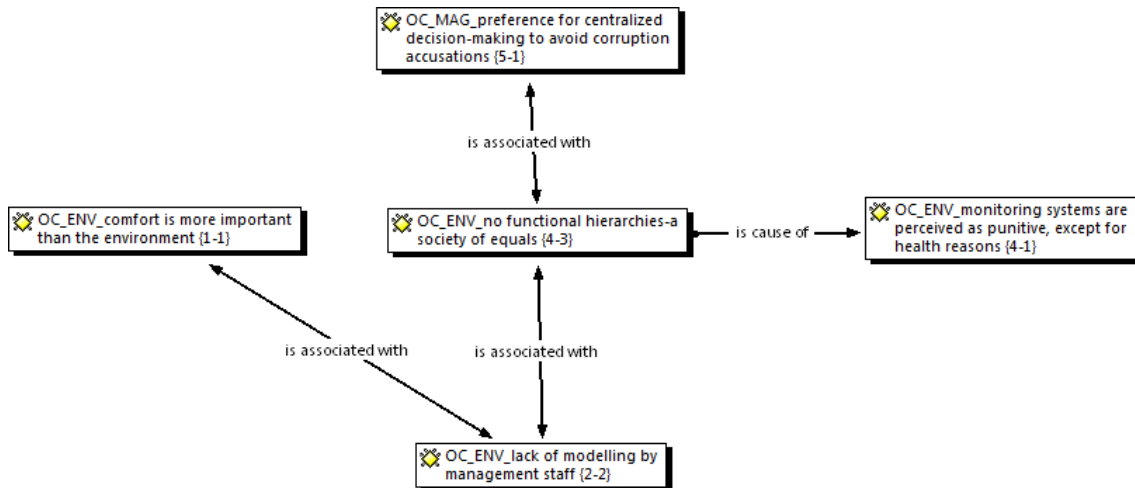 OC_MAG_preference for centralized
decision-making to avoid corruption
accusations {5-1}
is associated with
OC_ENV_comfort is more important
than the environment {1-1}
OC_ENV_no functional hierarchies-a
society of equals {4-3}
is cause of
OC_ENV_monitoring systems are
perceived as punitive, except for
health reasons {4-1}
is associated with
is associated with
OC_ENV_lack of modelling by
management staff {2-2}